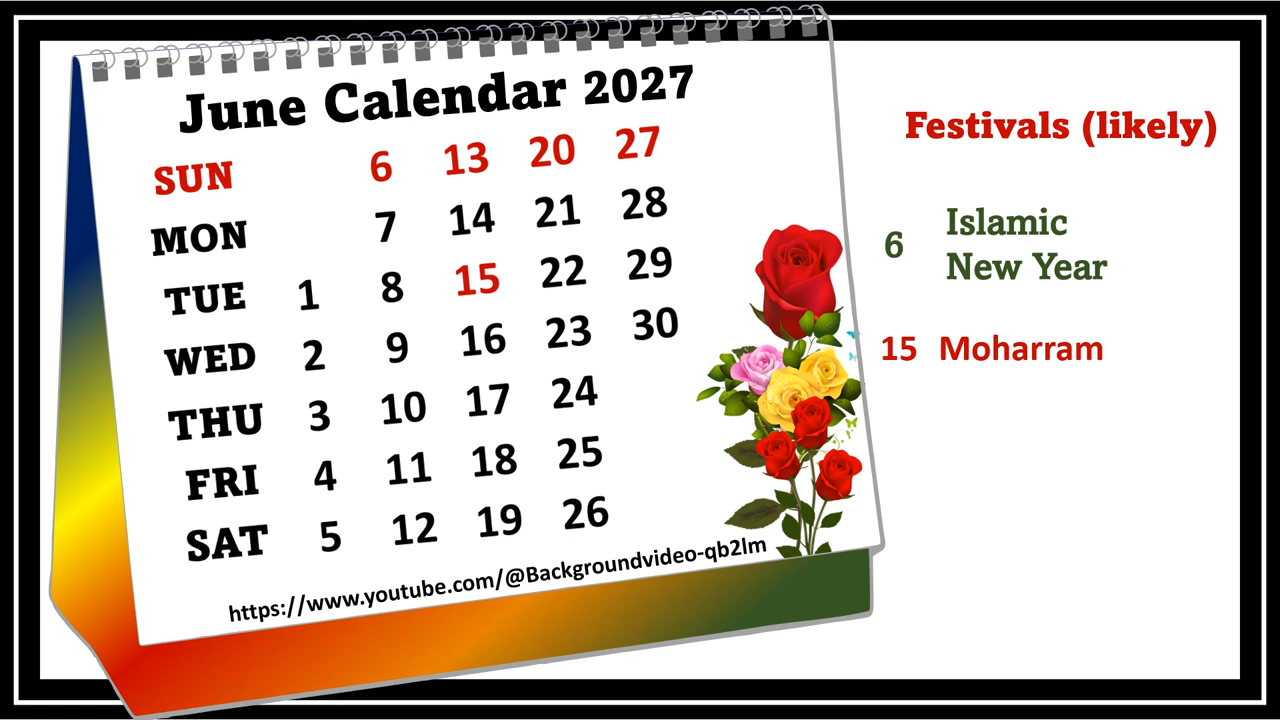 June Calendar 2027
SUN 6 13 20 27
MON 7 14 21 28
TUE 1 8 15 22 29
WED 2 9 16 23 30
THU 3 10 17 24
FRI 4 11 18 25
SAT 5 12 19 26
https://www.youtube.com/@Backgroundvideo-qb2lm
Festivals (likely)
6 Islamic
New Year
15 Moharram